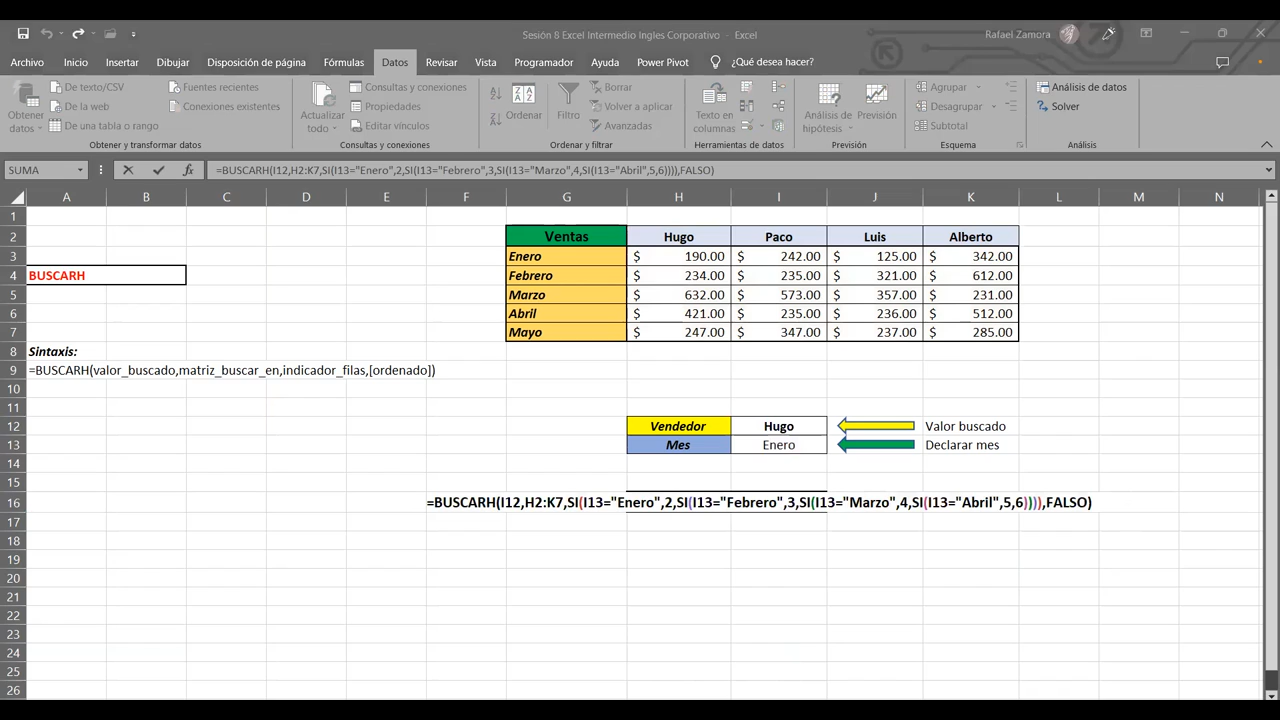 Sesión 8 Excel Intermedio Ingles Corporativo - Excel
Rafael Zamora
Archivo Inicio Insertar Dibujar Disposición de página Fórmulas Datos Revisar Vista Programador Ayuda Power Pivot ¿Qué desea hacer?
Obtener datos
De texto/CSV
De la web
De una tabla o rango
Fuentes recientes
Conexiones existentes
Obtener y transformar datos
Actualizar todo
Consultas y conexiones
Propiedades
Editar vínculos
Consultas y conexiones
Ordenar
Filtro
Borrar
Volver a aplicar
Avanzadas
Ordenar y filtrar
Texto en columnas
Herramientas de datos
Análisis de hipótesis
Previsión
Previsión
Agrupar
Desagrupar
Subtotal
Esquema
Análisis de datos
Solver
Análisis
SUMA
=BUSCARH(I12,H2:K7,SI(I13="Enero",2,SI(I13="Febrero",3,SI(I13="Marzo",4,SI(I13="Abril",5,6)))),FALSO)
A B C D E F G H I J K L M N
1
2 Ventas Hugo Paco Luis Alberto
3 Enero $ 190.00 $ 242.00 $ 125.00 $ 342.00
4 BUSCARH Febrero $ 234.00 $ 235.00 $ 321.00 $ 612.00
5 Marzo $ 632.00 $ 573.00 $ 357.00 $ 231.00
6 Abril $ 421.00 $ 235.00 $ 236.00 $ 512.00
7 Mayo $ 247.00 $ 347.00 $ 237.00 $ 285.00
8 Sintaxis:
9 =BUSCARH(valor_buscado,matriz_buscar_en,indicador_filas,[ordenado])
10
11
12 Vendedor Hugo Valor buscado
13 Mes Enero Declarar mes
14
15
16 =BUSCARH(I12,H2:K7,SI(I13="Enero",2,SI(I13="Febrero",3,SI(I13="Marzo",4,SI(I13="Abril",5,6)))),FALSO)
17
18
19
20
21
22
23
24
25
26